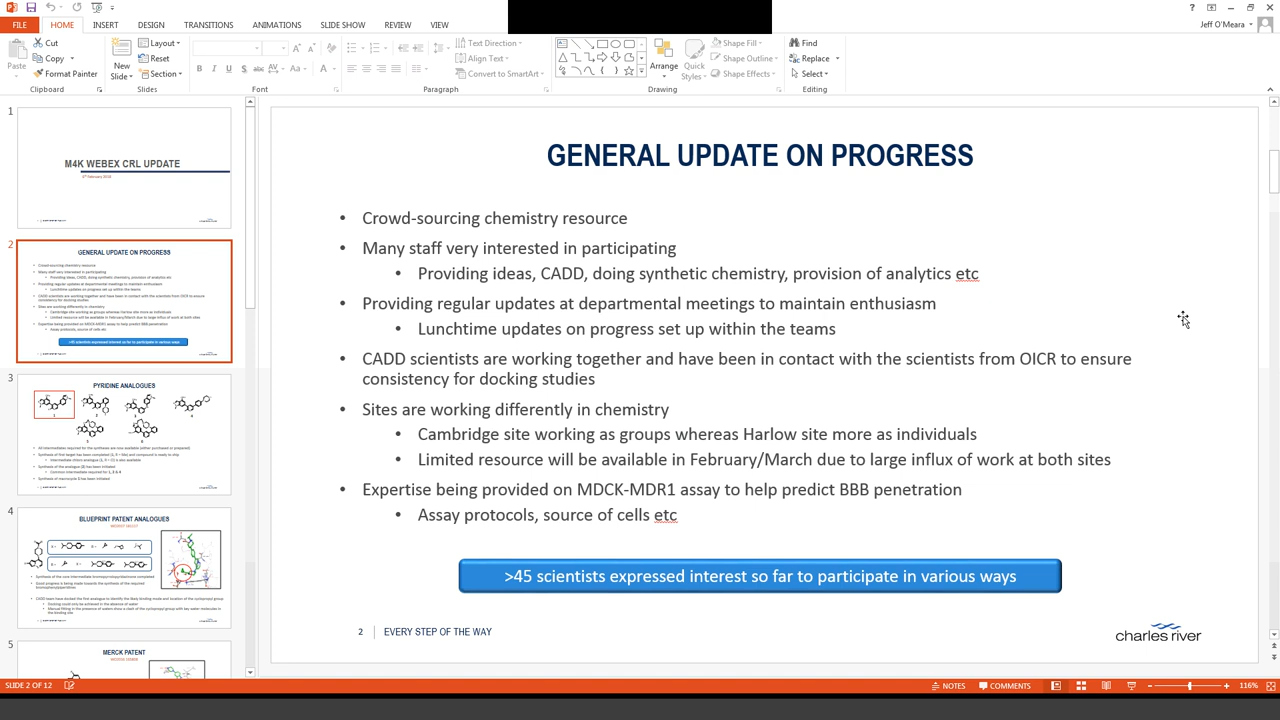 Jeff O'Meara
FILE HOME INSERT DESIGN TRANSITIONS ANIMATIONS SLIDE SHOW REVIEW VIEW
Paste
Cut
Copy
Format Painter
Clipboard
New
Slide
Layout
Reset
Section
Slides
Font
Text Direction
Align Text
Convert to SmartArt
Paragraph
Arrange
Quick
Styles
Shape Fill
Shape Outline
Shape Effects
Drawing
Find
Replace
Select
Editing
1
M4K WEBEX CRL UPDATE
2
GENERAL UPDATE ON PROGRESS
3
PYRIDINE ANALOGUES
4
BLUEPRINT PATENT ANALOGUES
5
MERCK PATENT
GENERAL UPDATE ON PROGRESS
• Crowd-sourcing chemistry resource
• Many staff very interested in participating
• Providing ideas, CADD, doing synthetic chemistry, provision of analytics etc
• Providing regular updates at departmental meetings to maintain enthusiasm
• Lunchtime updates on progress set up within the teams
• CADD scientists are working together and have been in contact with the scientists from OICR to ensure
consistency for docking studies
• Sites are working differently in chemistry
• Cambridge site working as groups whereas Harlow site more as individuals
• Limited resource will be available in February/March due to large influx of work at both sites
• Expertise being provided on MDCK-MDR1 assay to help predict BBB penetration
• Assay protocols, source of cells etc
>45 scientists expressed interest so far to participate in various ways
2 EVERY STEP OF THE WAY
charles river
SLIDE 2 OF 12
NOTES COMMENTS 116%